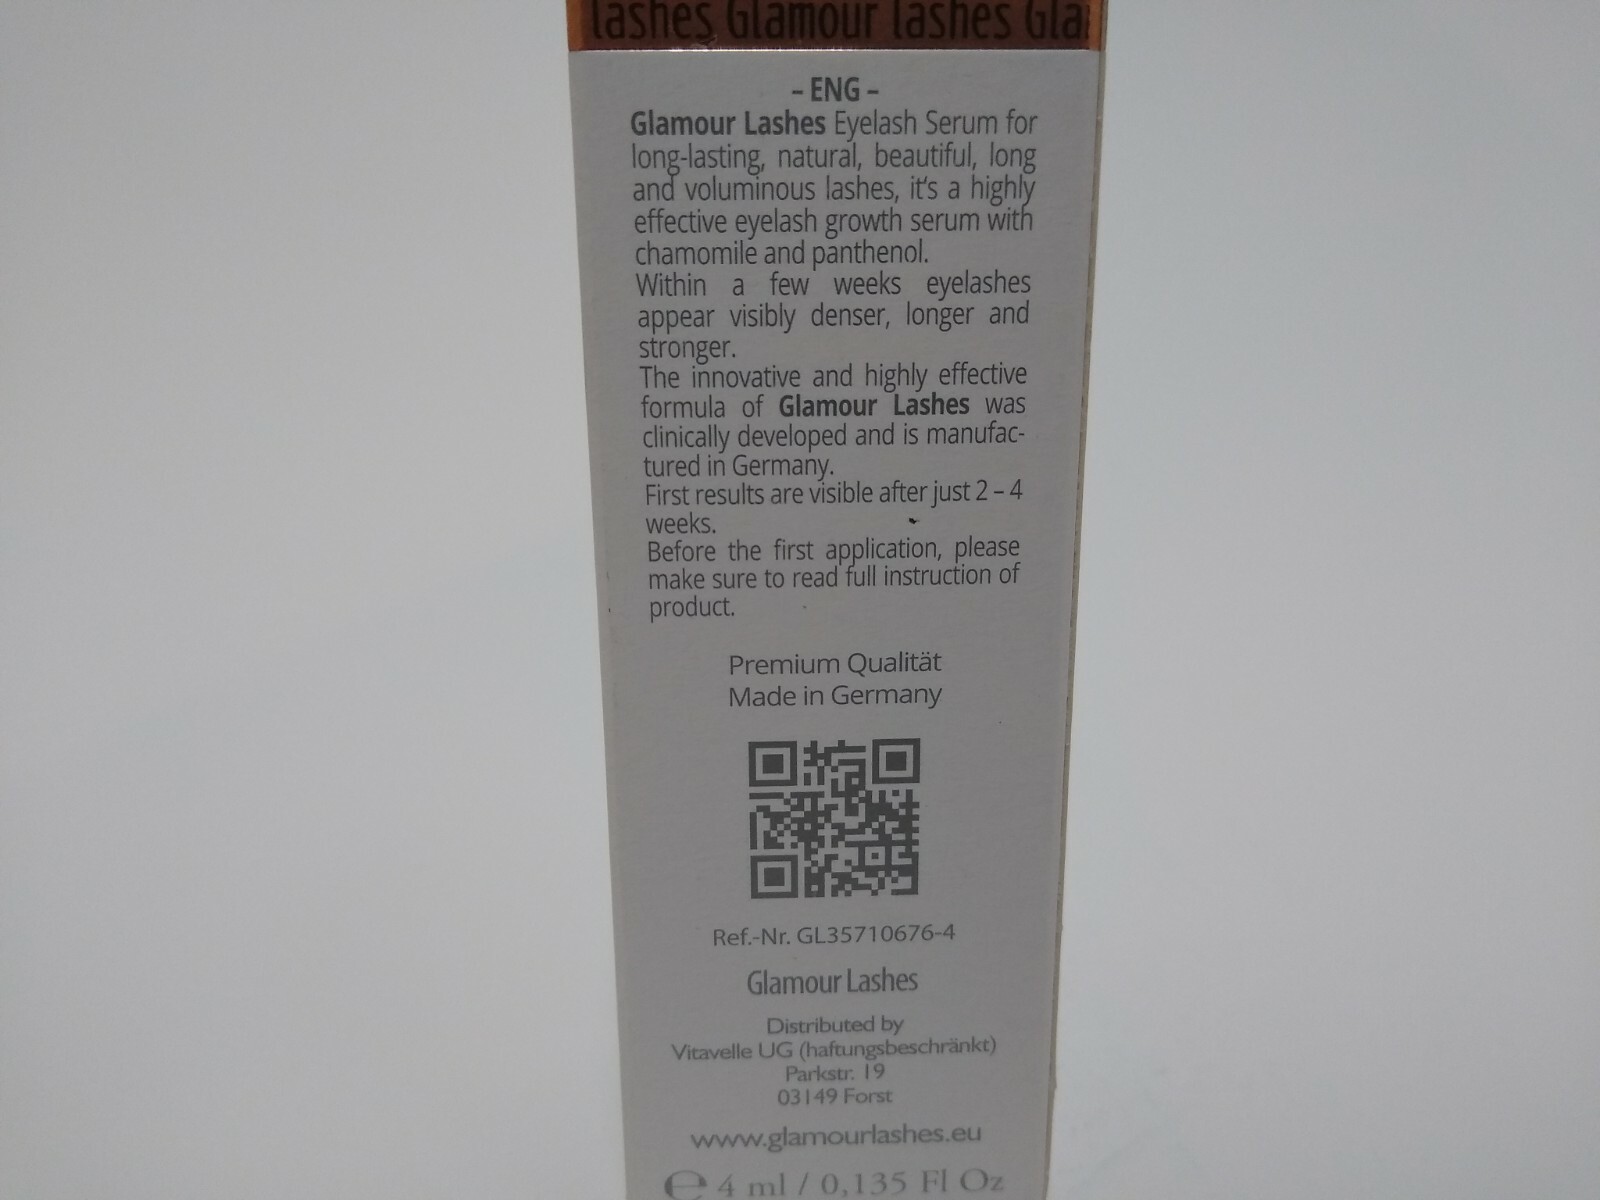 lashes Glamour lashes Gla
– ENG –
Glamour Lashes Eyelash Serum for
long-lasting, natural, beautiful, long
and voluminous lashes, it's a highly
effective eyelash growth serum with
chamomile and panthenol.
Within a few weeks eyelashes
appear visibly denser, longer and
stronger.
The innovative and highly effective
formula of Glamour Lashes was
clinically developed and is manufac-
tured in Germany.
First results are visible after just 2 – 4
weeks.
Before the first application, please
make sure to read full instruction of
product.
Premium Qualität
Made in Germany
Ref.-Nr. GL35710676-4
Glamour Lashes
Distributed by
Vitavelle UG (haftungsbeschränkt)
Parkstr. 19
03149 Forst
www.glamourlashes.eu
℮ 4 ml / 0,135 Fl Oz